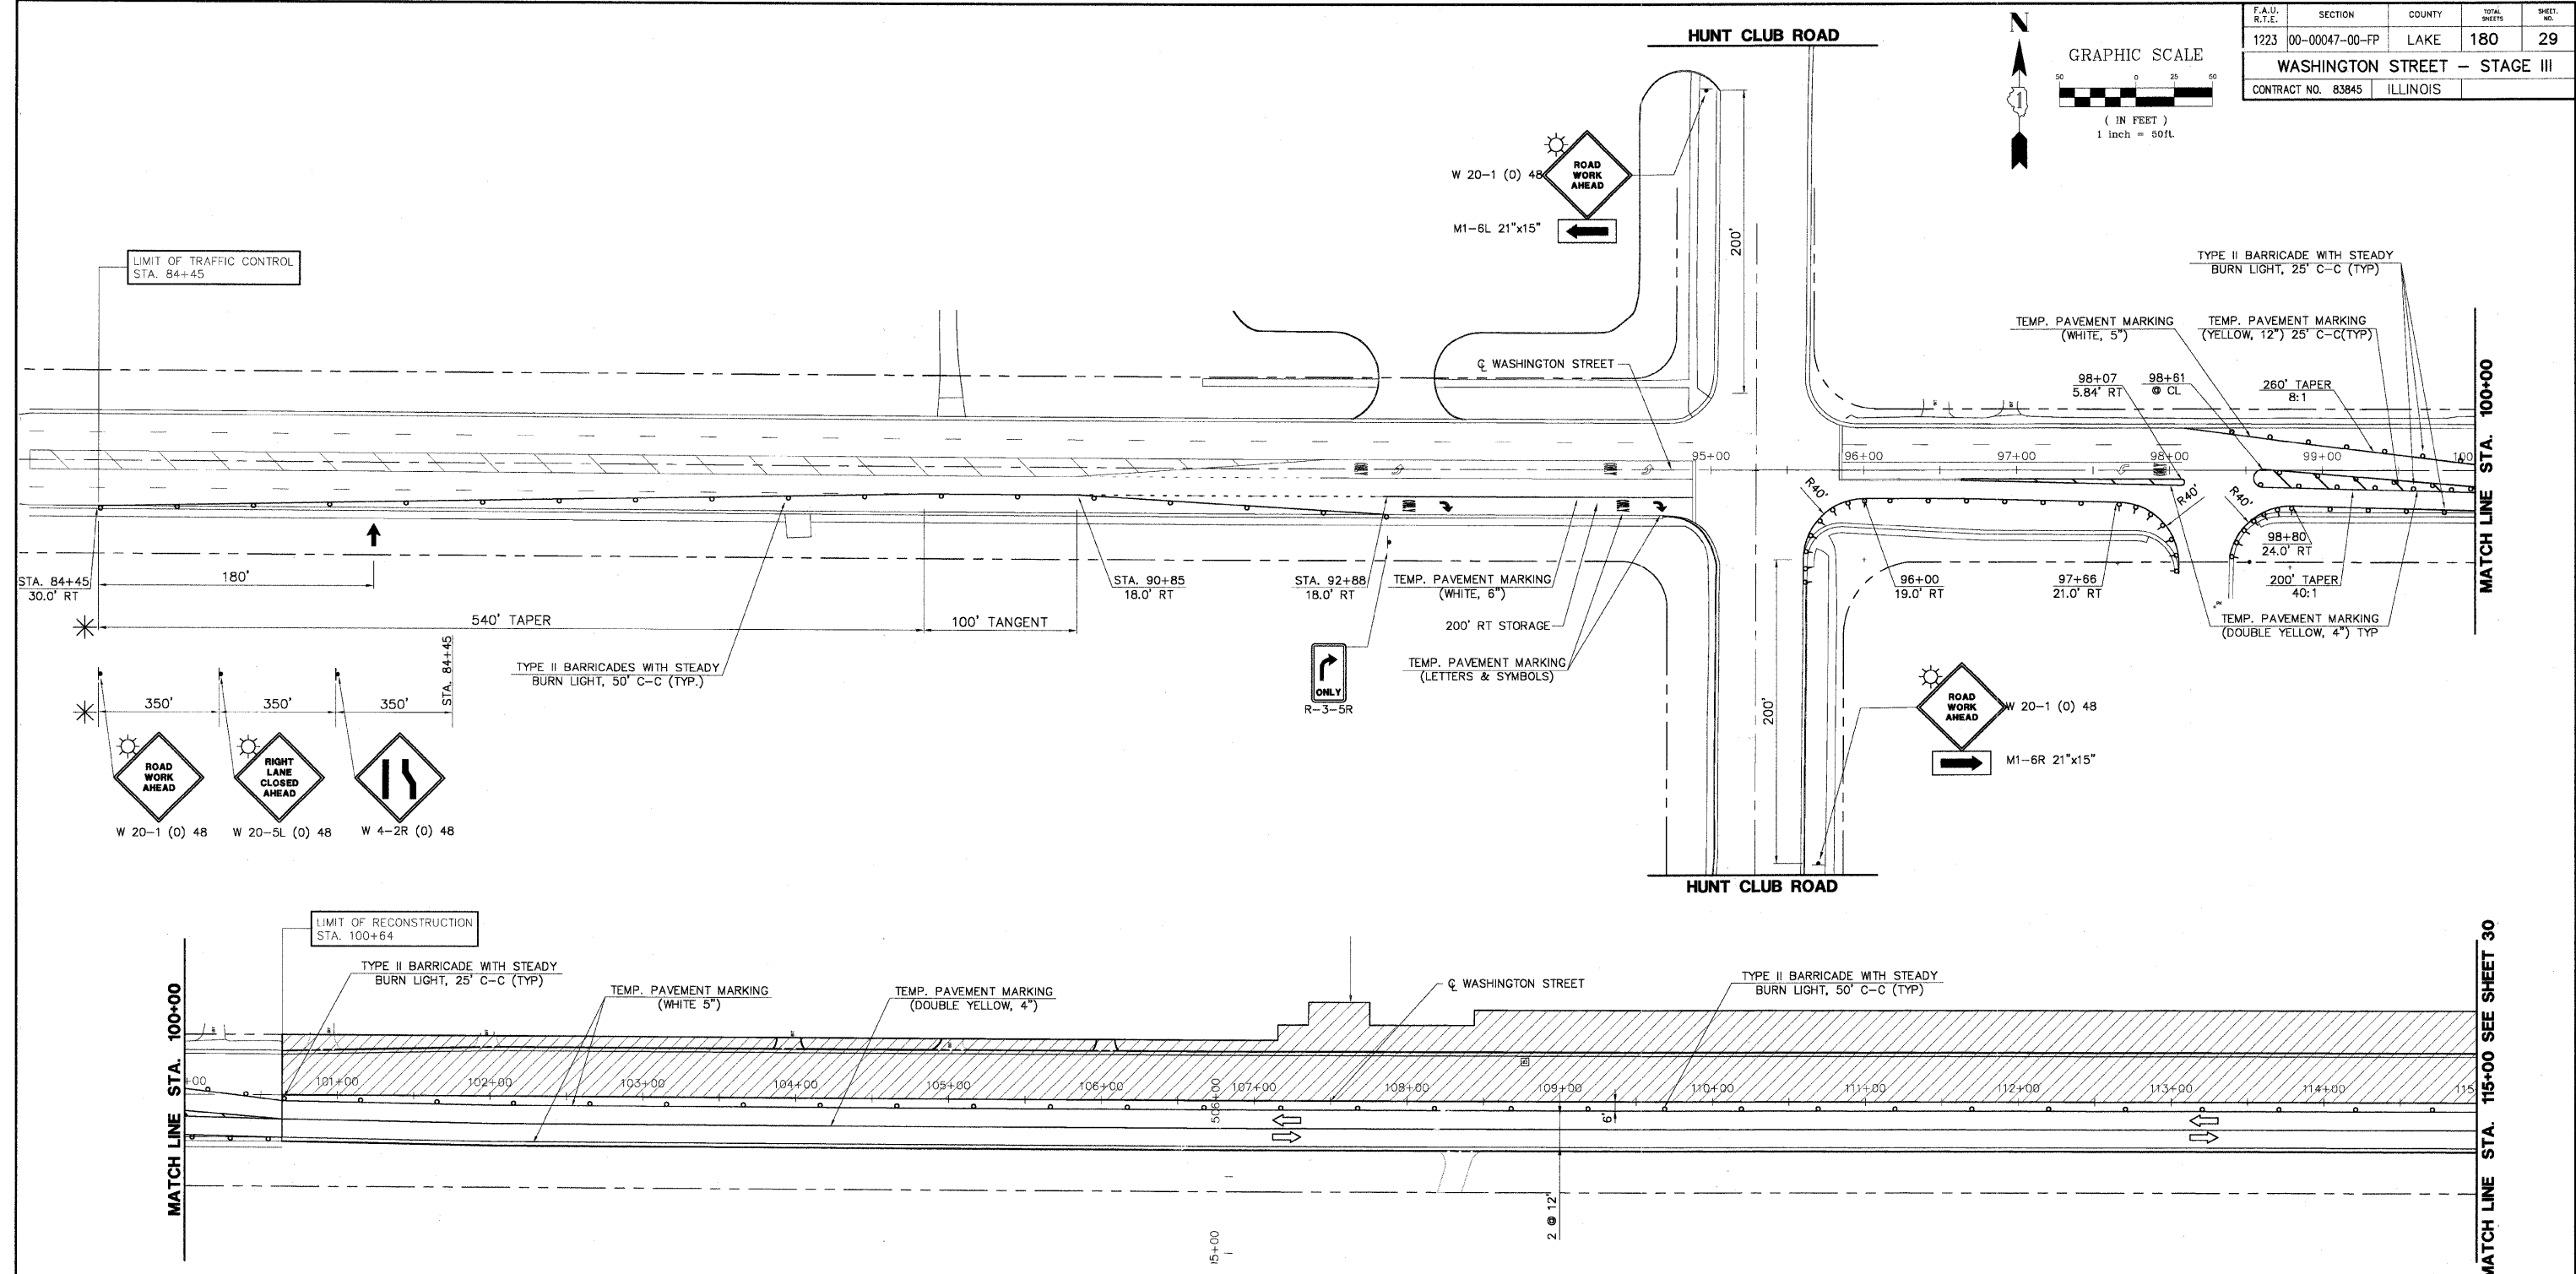 F.A.U. R.T.E. SECTION COUNTY TOTAL SHEETS SHEET. NO.
1223 00-00047-00-FP LAKE 180 29
WASHINGTON STREET – STAGE III
CONTRACT NO. 83845 ILLINOIS
N
1
GRAPHIC SCALE
50 0 25 50
( IN FEET )
1 inch = 50ft.
HUNT CLUB ROAD
ROAD
WORK
AHEAD
W 20-1 (O) 48
M1-6L 21"x15"
200'
LIMIT OF TRAFFIC CONTROL
STA. 84+45
TYPE II BARRICADE WITH STEADY
BURN LIGHT, 25' C-C (TYP)
TEMP. PAVEMENT MARKING
(WHITE, 5")
TEMP. PAVEMENT MARKING
(YELLOW, 12") 25' C-C(TYP)
℄ WASHINGTON STREET
98+07
5.84' RT
98+61
@ CL
260' TAPER
8:1
MATCH LINE STA. 100+00
95+00 96+00 97+00 98+00 99+00 100
R40'
R40'
R40'
STA. 84+45
30.0' RT
180'
STA. 90+85
18.0' RT
STA. 92+88
18.0' RT
TEMP. PAVEMENT MARKING
(WHITE, 6")
96+00
19.0' RT
97+66
21.0' RT
98+80
24.0' RT
200' TAPER
40:1
540' TAPER
100' TANGENT
200' RT STORAGE
TEMP. PAVEMENT MARKING
(DOUBLE YELLOW, 4") TYP
TYPE II BARRICADES WITH STEADY
BURN LIGHT, 50' C-C (TYP.)
TEMP. PAVEMENT MARKING
(LETTERS & SYMBOLS)
ONLY
R-3-5R
350' 350' 350'
STA. 84+45
200'
ROAD
WORK
AHEAD
W 20-1 (O) 48
M1-6R 21"x15"
ROAD
WORK
AHEAD
RIGHT
LANE
CLOSED
AHEAD
W 20-1 (O) 48 W 20-5L (O) 48 W 4-2R (O) 48
HUNT CLUB ROAD
LIMIT OF RECONSTRUCTION
STA. 100+64
TYPE II BARRICADE WITH STEADY
BURN LIGHT, 25' C-C (TYP)
TEMP. PAVEMENT MARKING
(WHITE 5")
TEMP. PAVEMENT MARKING
(DOUBLE YELLOW, 4")
℄ WASHINGTON STREET
TYPE II BARRICADE WITH STEADY
BURN LIGHT, 50' C-C (TYP)
MATCH LINE STA. 100+00
+00 101+00 102+00 103+00 104+00 105+00 106+00 107+00 108+00 109+00 110+00 111+00 112+00 113+00 114+00 115
506+00
6'
2 @ 12'
MATCH LINE STA. 115+00 SEE SHEET 30